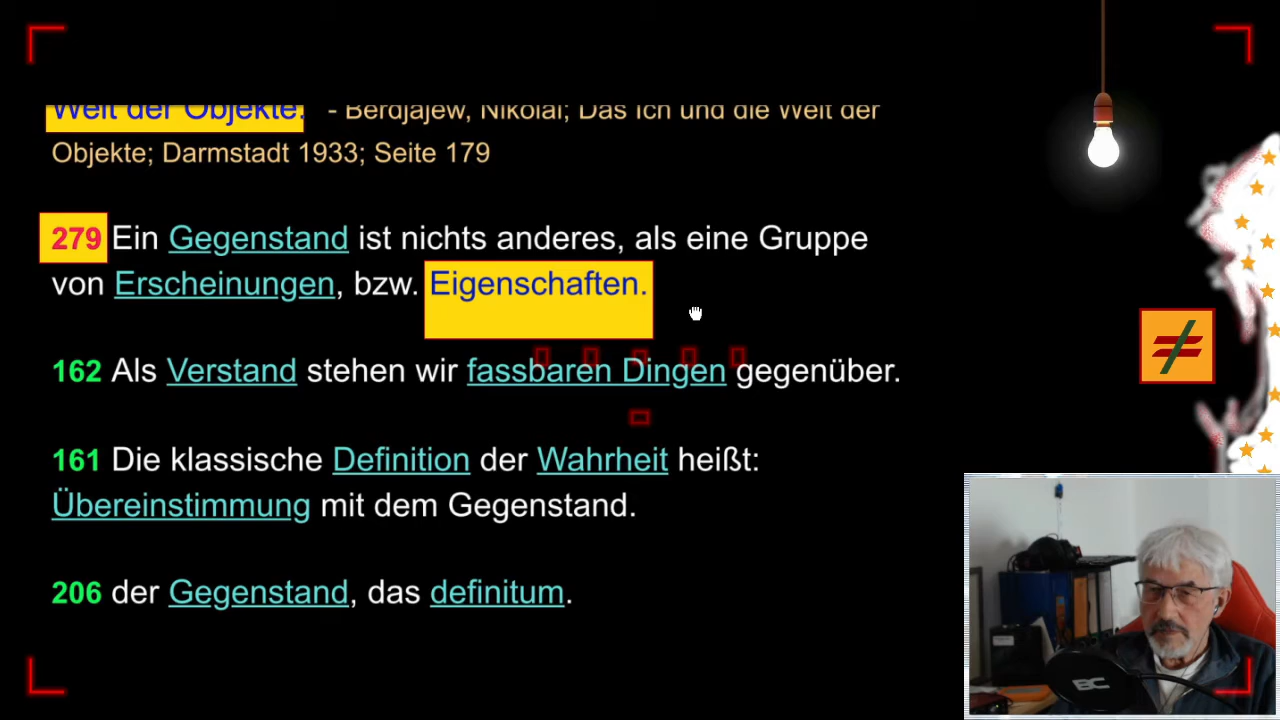 Welt der Objekte. - Berdjajew, Nikolai; Das Ich und die Welt der
Objekte; Darmstadt 1933; Seite 179
279 Ein Gegenstand ist nichts anderes, als eine Gruppe
von Erscheinungen, bzw. Eigenschaften.
162 Als Verstand stehen wir fassbaren Dingen gegenüber.
161 Die klassische Definition der Wahrheit heißt:
Übereinstimmung mit dem Gegenstand.
206 der Gegenstand, das definitum.
≠
BC